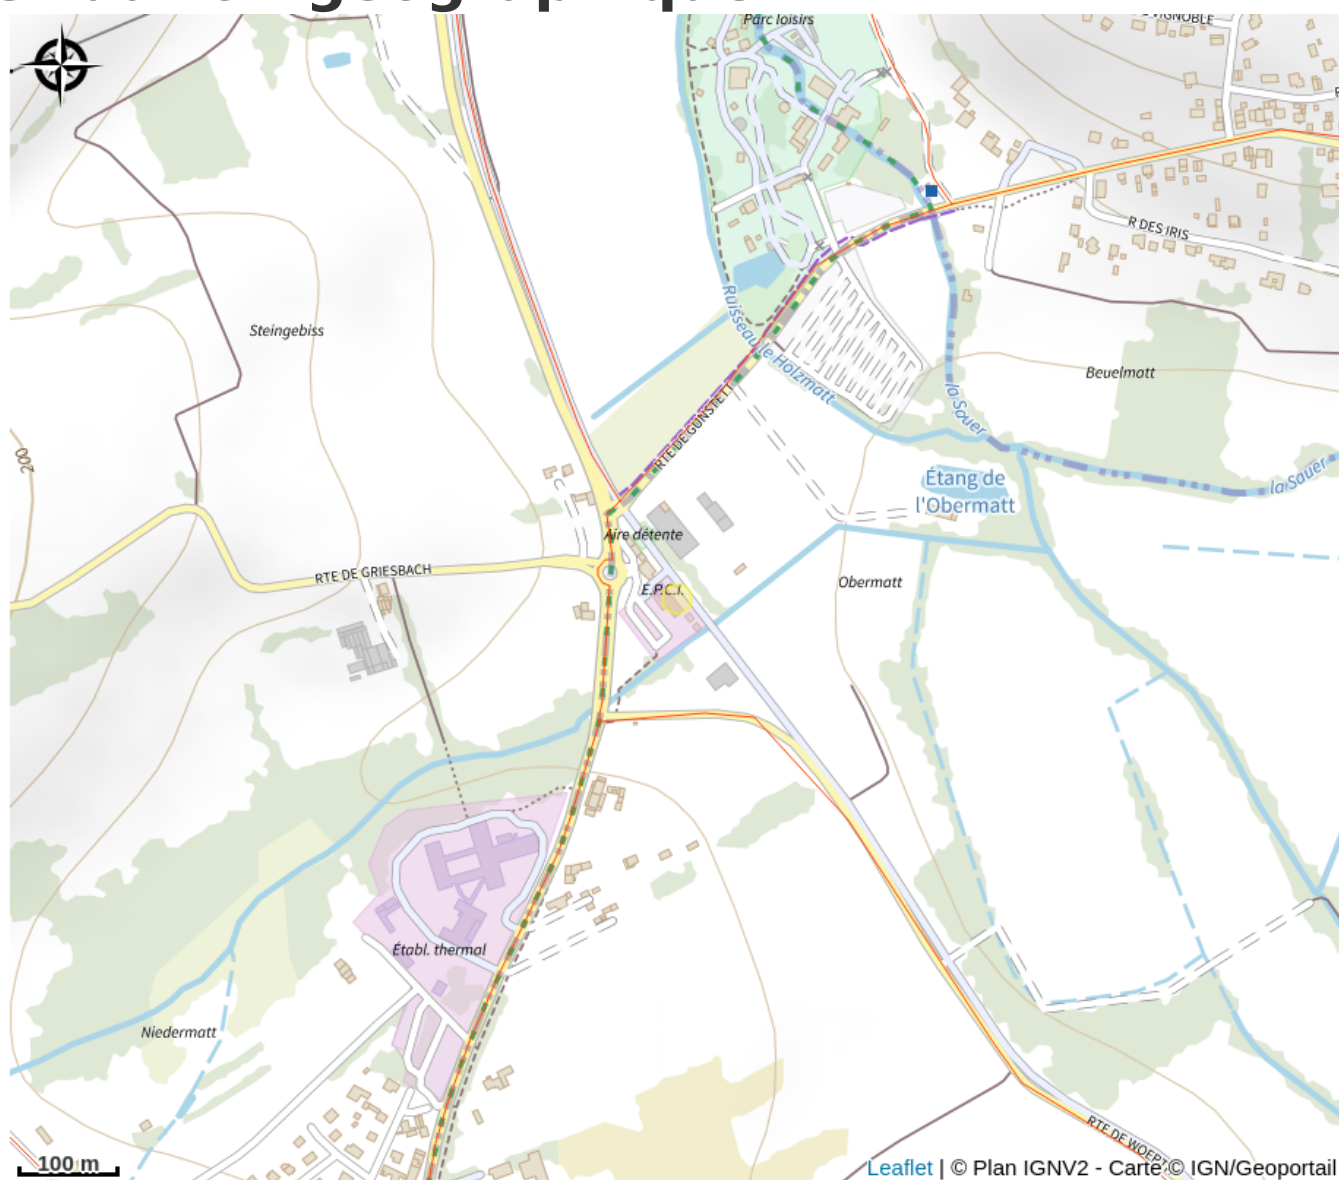 Parc loisirs
VIGNOBLE
R DES IRIS
Steingebiss
Ruisseau le Holzmatt
Beuelmatt
la Sauer
RTE DE GUNSTETT
200
la Sauer
Étang de
l'Obermatt
Aire détente
RTE DE GRIESBACH
E.P.C.I.
Obermatt
Établ. thermal
Niedermatt
RTE DE WOERT
100 m
Leaflet | © Plan IGNV2 - Carte © IGN/Geoportail